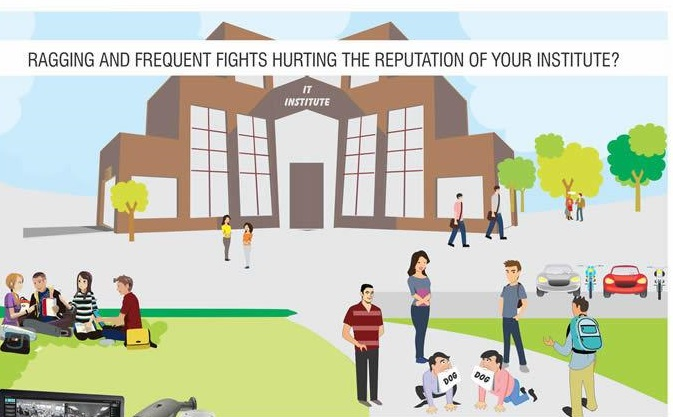 RAGGING AND FREQUENT FIGHTS HURTING THE REPUTATION OF YOUR INSTITUTE?
IT
INSTITUTE
DOG DOG